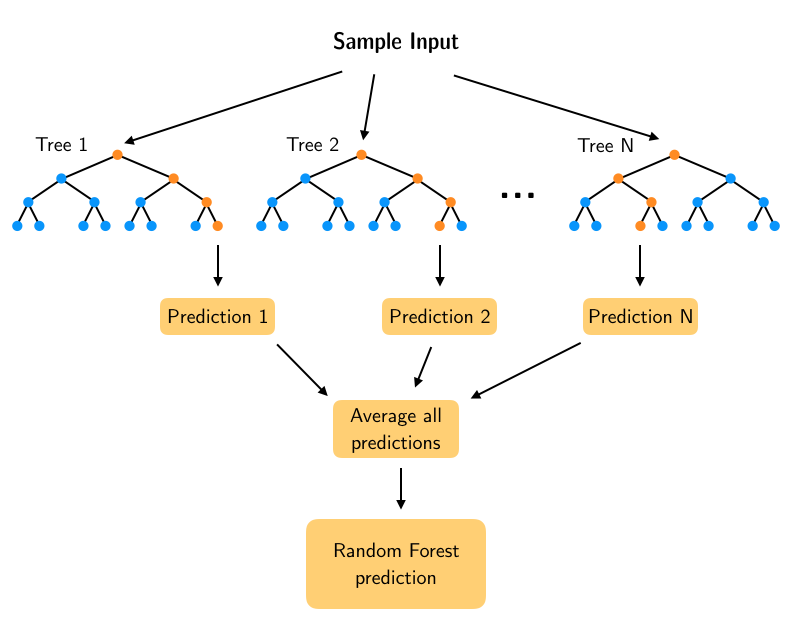 Sample Input
Tree 1
Tree 2
Tree N
...
Prediction 1
Prediction 2
Prediction N
Average all
predictions
Random Forest
prediction